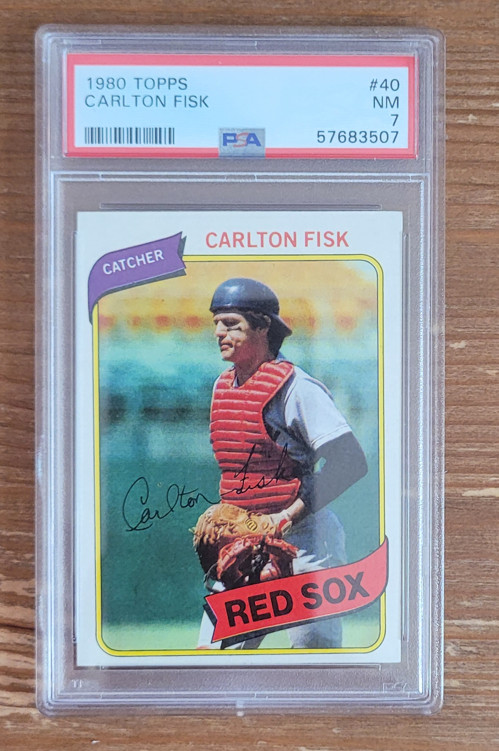 1980 TOPPS #40
CARLTON FISK NM
7
PSA 57683507
CATCHER
CARLTON FISK
Carlton Fisk
RED SOX